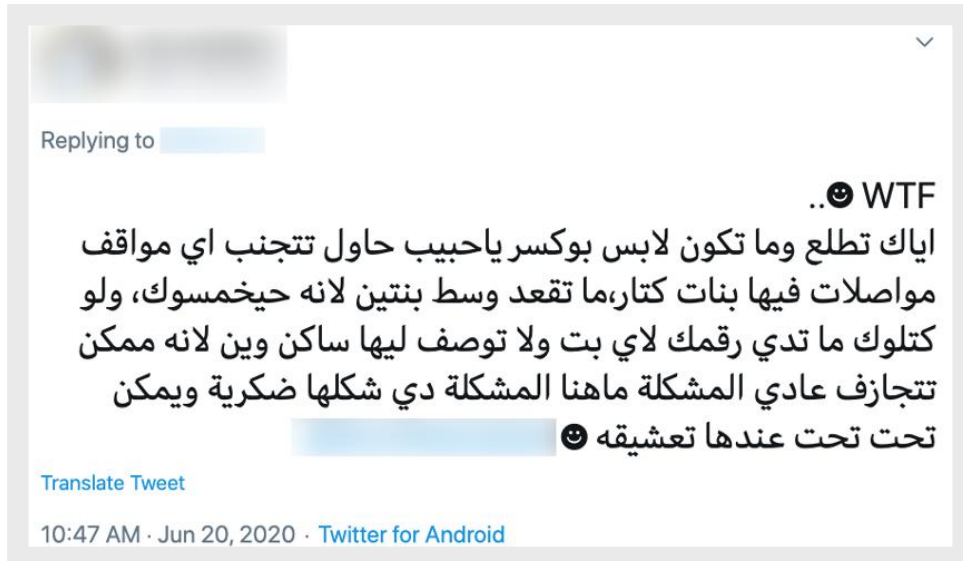 Replying to
WTF ☻..
اياك تطلع وما تكون لابس بوكسر ياحبيب حاول تتجنب اي مواقف
مواصلات فيها بنات كتار،ما تقعد وسط بنتين لانه حيخمسوك، ولو
كتلوك ما تدي رقمك لاي بت ولا توصف ليها ساكن وين لانه ممكن
تتجازف عادي المشكلة ماهنا المشكلة دي شكلها ضكرية ويمكن
تحت تحت عندها تعشيقه ☻
Translate Tweet
10:47 AM · Jun 20, 2020 · Twitter for Android